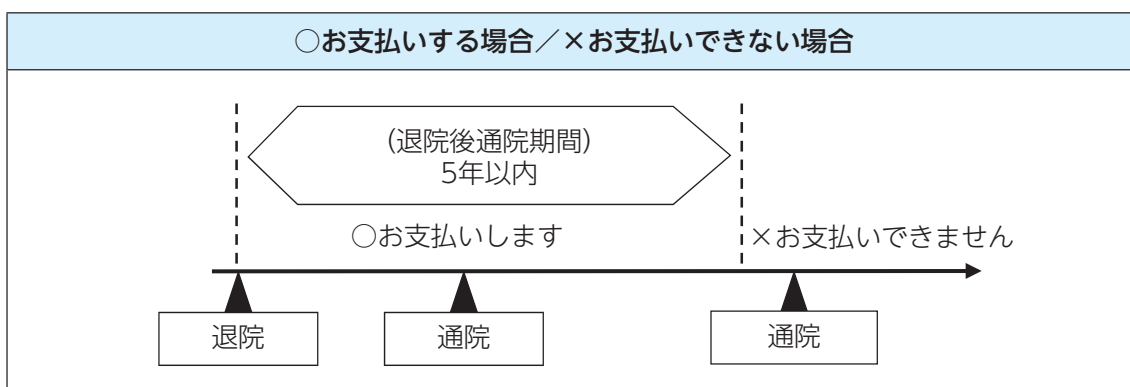 ○お支払いする場合／×お支払いできない場合
(退院後通院期間)
5年以内
○お支払いします
×お支払いできません
退院
通院
通院